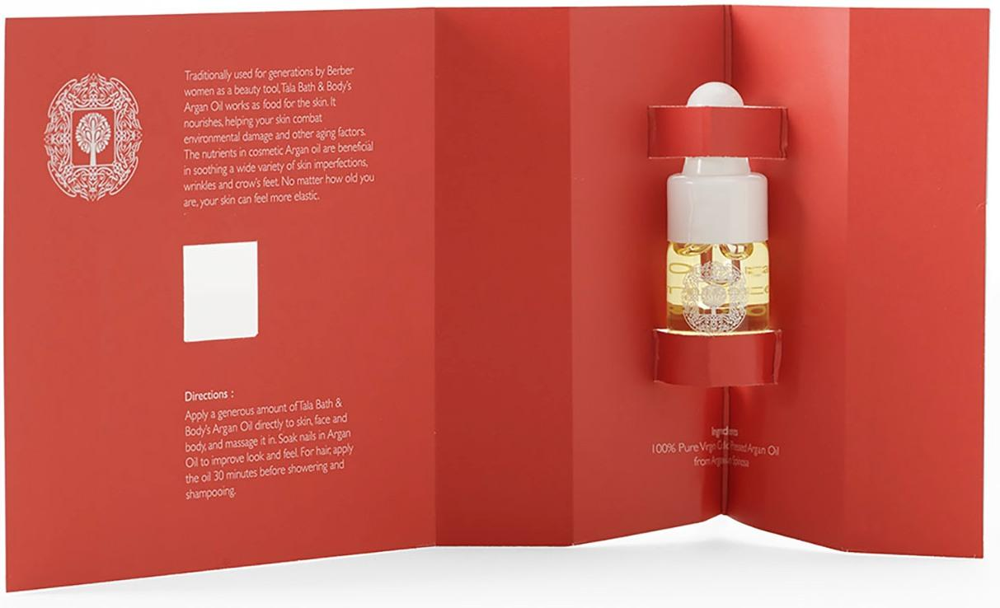 Traditionally used for generations by Berber
women as a beauty tool, Tala Bath & Body's
Argan Oil works as food for the skin. It
nourishes, helping your skin combat
environmental damage and other aging factors.
The nutrients in cosmetic Argan oil are beneficial
in soothing a wide variety of skin imperfections,
wrinkles and crow's feet. No matter how old you
are, your skin can feel more elastic.
Directions :
Apply a generous amount of Tala Bath &
Body's Argan Oil directly to skin, face and
body, and massage it in. Soak nails in Argan
Oil to improve look and feel. For hair, apply
the oil 30 minutes before showering and
shampooing.
Ingredients
100% Pure Virgin Cold Pressed Argan Oil
from Spinosa